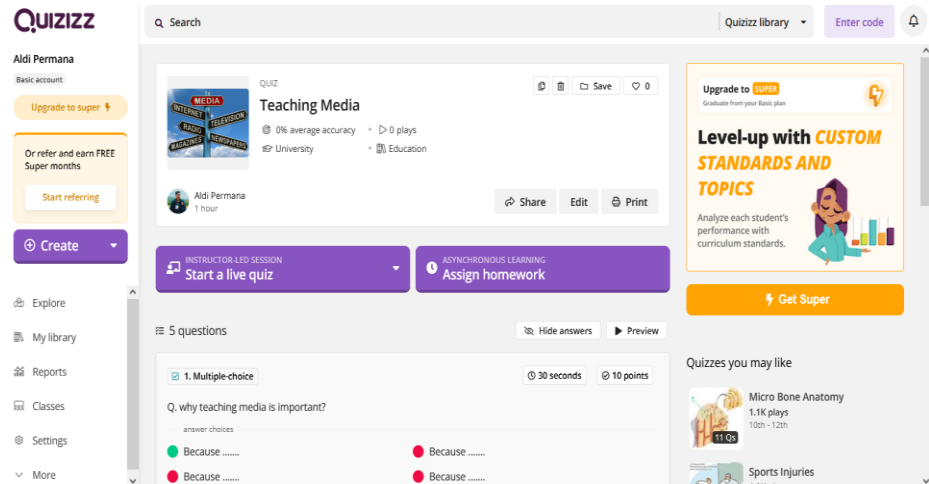 QUIZIZZ
Search
Quizizz library
Enter code
Aldi Permana
Basic account
Upgrade to super
Or refer and earn FREE
Super months
Start referring
Create
Explore
My library
Reports
Classes
Settings
More
MEDIA
INTERNET
TELEVISION
RADIO
MAGAZINES
NEWSPAPERS
QUIZ
Teaching Media
0% average accuracy
0 plays
University
Education
Save
0
Aldi Permana
1 hour
Share
Edit
Print
INSTRUCTOR-LED SESSION
Start a live quiz
ASYNCHRONOUS LEARNING
Assign homework
5 questions
Hide answers
Preview
1. Multiple-choice
30 seconds
10 points
Q. why teaching media is important?
answer choices
Because .......
Because .......
Because .......
Because .......
Upgrade to SUPER
Graduate from your Basic plan
Level-up with CUSTOM
STANDARDS AND
TOPICS
Analyze each student's
performance with
curriculum standards.
Get Super
Quizzes you may like
Micro Bone Anatomy
1.1K plays
10th - 12th
11 Qs
Sports Injuries